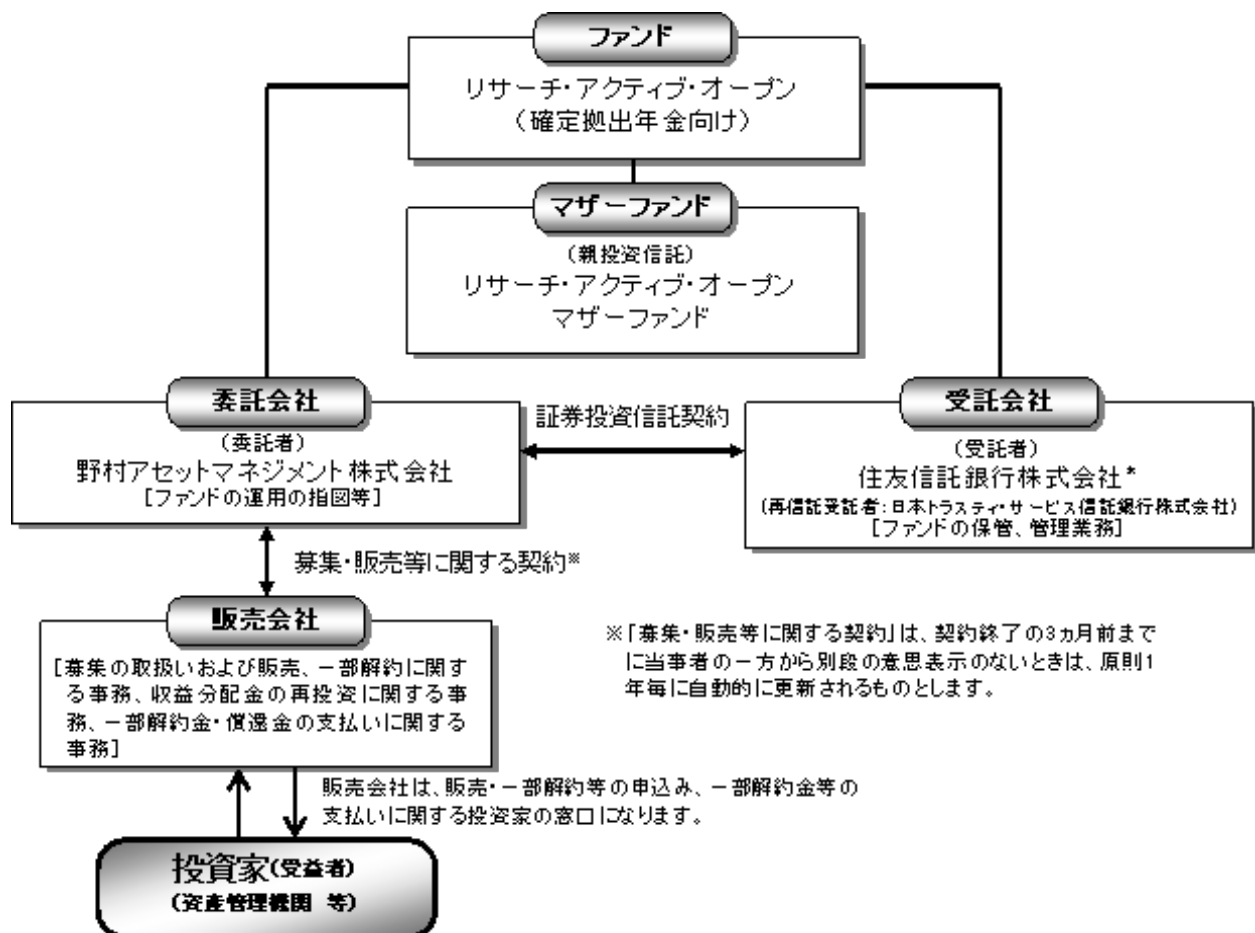 ファンド
リサーチ・アクティブ・オープン
（確定拠出年金向け）
マザーファンド
（親投資信託）
リサーチ・アクティブ・オープン
マザーファンド
委託会社
（委託者）
野村アセットマネジメント株式会社
[ファンドの運用の指図等]
証券投資信託契約
受託会社
（受託者）
住友信託銀行株式会社*
（再信託受託者：日本トラスティ・サービス信託銀行株式会社）
[ファンドの保管、管理業務]
募集・販売等に関する契約※
販売会社
[募集の取扱いおよび販売、一部解約に関す
る事務、収益分配金の再投資に関する事
務、一部解約金・償還金の支払いに関する
事務]
※「募集・販売等に関する契約」は、契約終了の3ヵ月前まで
に当事者の一方から別段の意思表示のないときは、原則1
年毎に自動的に更新されるものとします。
販売会社は、販売・一部解約等の申込み、一部解約金等の
支払いに関する投資家の窓口になります。
投資家(受益者)
(資産管理機関 等)